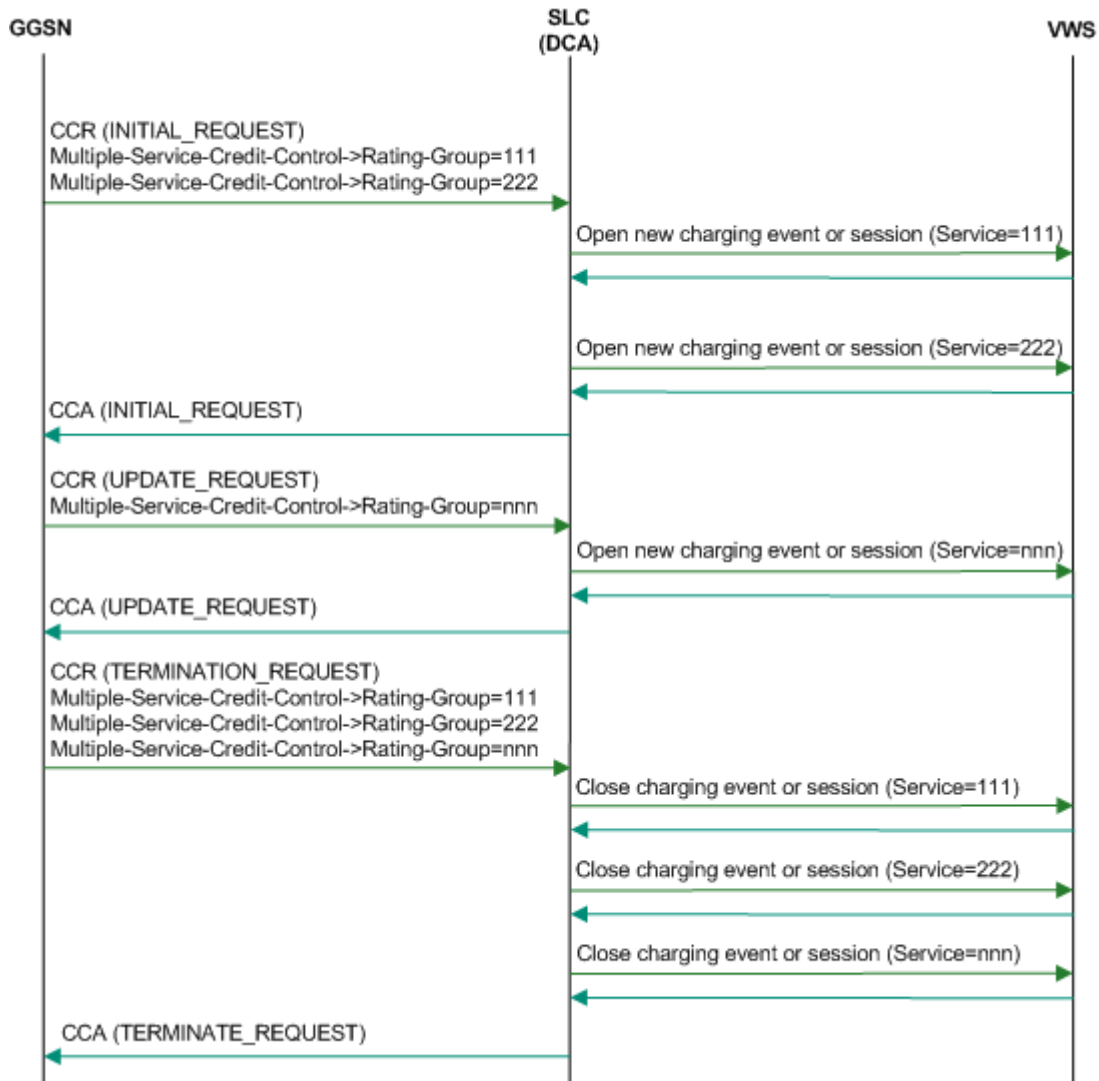 GGSN
SLC
(DCA)
VWS
CCR (INITIAL_REQUEST)
Multiple-Service-Credit-Control->Rating-Group=111
Multiple-Service-Credit-Control->Rating-Group=222
Open new charging event or session (Service=111)
Open new charging event or session (Service=222)
CCA (INITIAL_REQUEST)
CCR (UPDATE_REQUEST)
Multiple-Service-Credit-Control->Rating-Group=nnn
Open new charging event or session (Service=nnn)
CCA (UPDATE_REQUEST)
CCR (TERMINATION_REQUEST)
Multiple-Service-Credit-Control->Rating-Group=111
Multiple-Service-Credit-Control->Rating-Group=222
Multiple-Service-Credit-Control->Rating-Group=nnn
Close charging event or session (Service=111)
Close charging event or session (Service=222)
Close charging event or session (Service=nnn)
CCA (TERMINATE_REQUEST)